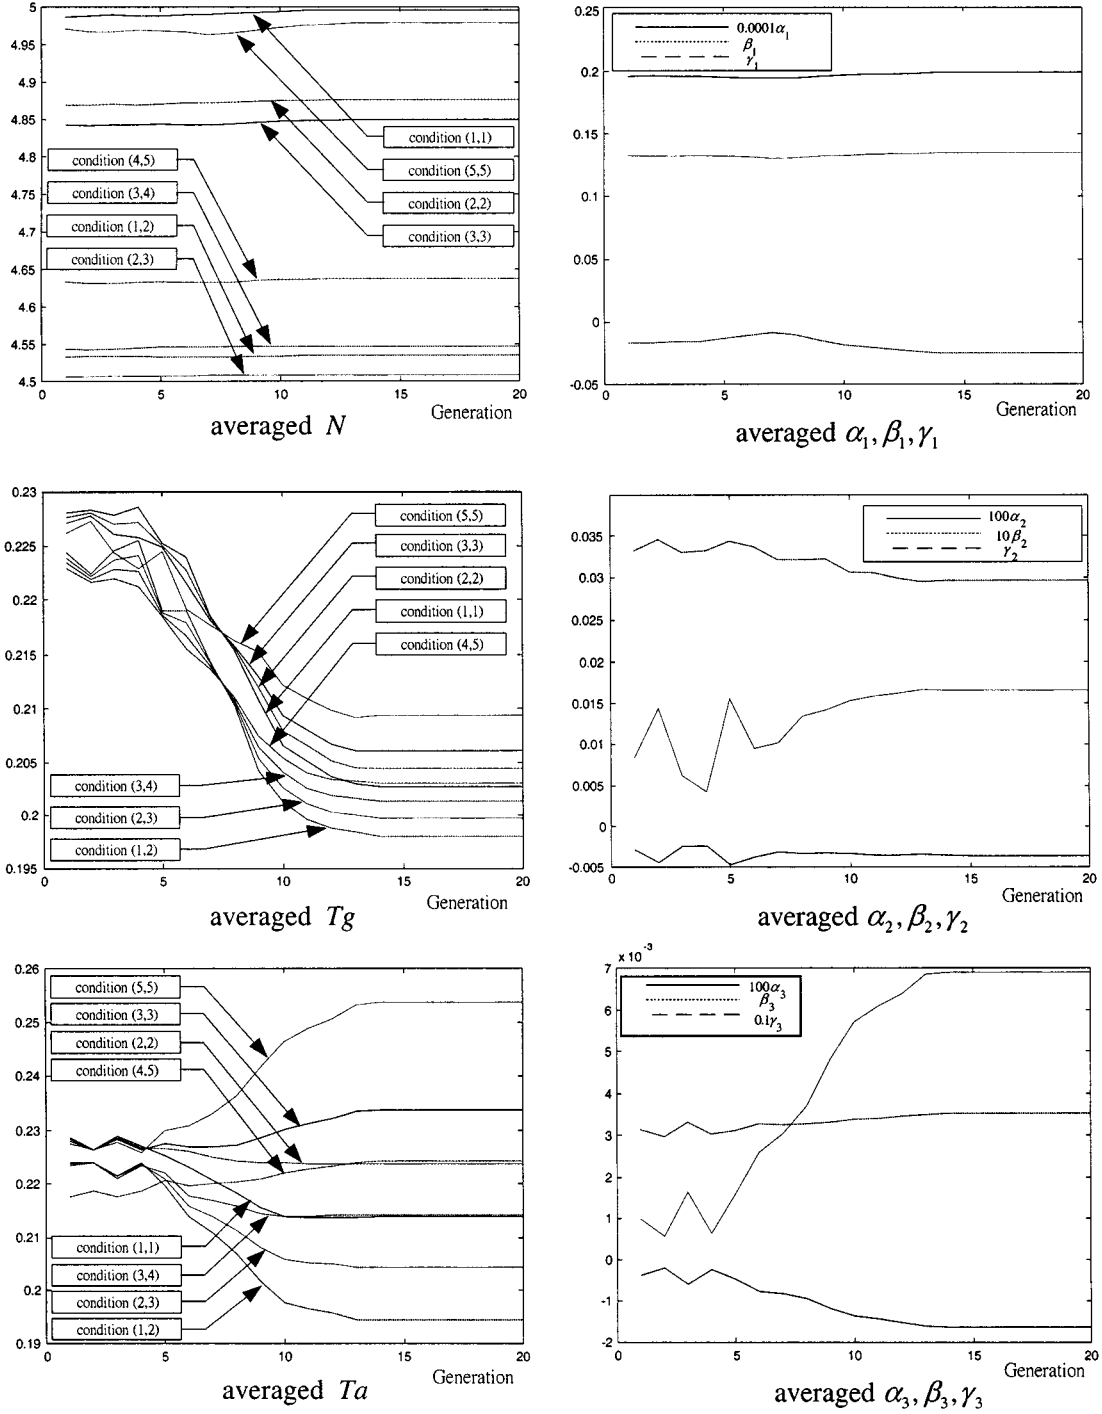 5
4.95
4.9
4.85
4.8
4.75
4.7
4.65
4.6
4.55
4.5
condition (1,1)
condition (5,5)
condition (2,2)
condition (3,3)
condition (4,5)
condition (3,4)
condition (1,2)
condition (2,3)
0 5 10 15 20
Generation
averaged N
0.25
0.2
0.15
0.1
0.05
0
-0.05
0.0001α₁
β₁
γ₁
0 5 10 15 20
Generation
averaged α₁, β₁, γ₁
0.23
0.225
0.22
0.215
0.21
0.205
0.2
0.195
condition (5,5)
condition (3,3)
condition (2,2)
condition (1,1)
condition (4,5)
condition (3,4)
condition (2,3)
condition (1,2)
0 5 10 15 20
Generation
averaged Tg
0.035
0.03
0.025
0.02
0.015
0.01
0.005
0
-0.005
100α₂
10β₂
γ₂
0 5 10 15 20
Generation
averaged α₂, β₂, γ₂
0.26
0.25
0.24
0.23
0.22
0.21
0.2
0.19
condition (5,5)
condition (3,3)
condition (2,2)
condition (4,5)
condition (1,1)
condition (3,4)
condition (2,3)
condition (1,2)
0 5 10 15 20
Generation
averaged Ta
x 10⁻³
7
6
5
4
3
2
1
0
-1
-2
100α₃
β₃
0.1γ₃
0 5 10 15 20
Generation
averaged α₃, β₃, γ₃